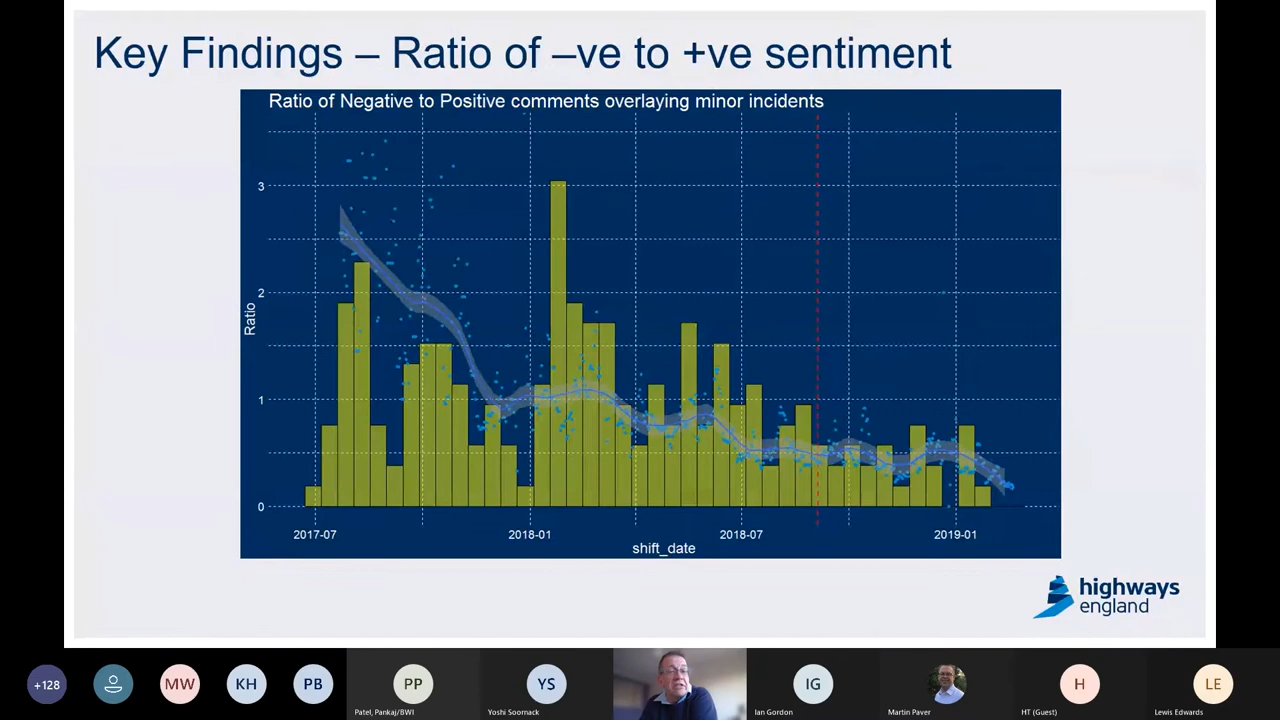 Key Findings – Ratio of –ve to +ve sentiment
Ratio of Negative to Positive comments overlaying minor incidents
3
2
1
0
Ratio
2017-07
2018-01
2018-07
2019-01
shift_date
highways
england
+128
MW
KH
PB
PP
Patel, Pankaj/BWI
YS
Yoshi Soornack
IG
Ian Gordon
Martin Paver
H
HT (Guest)
LE
Lewis Edwards